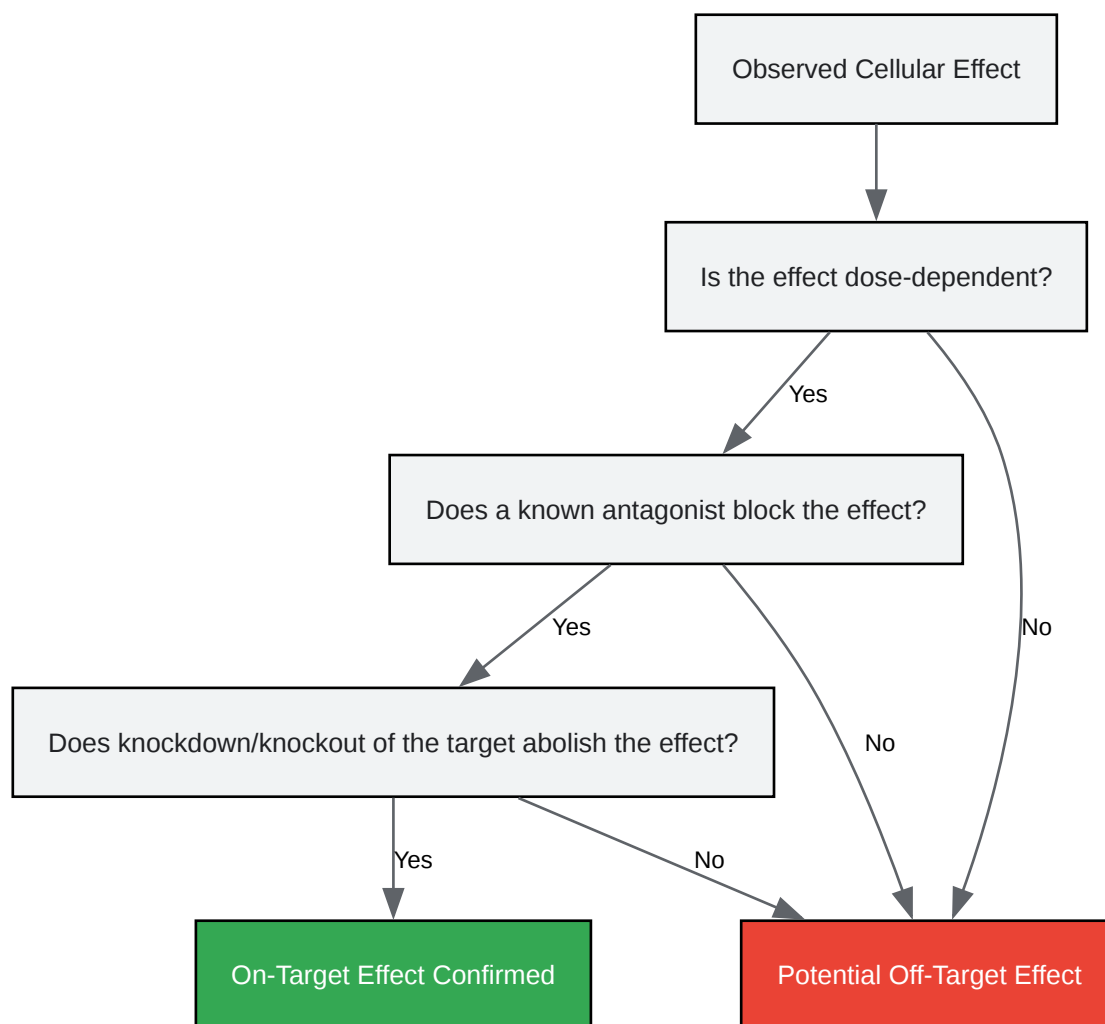 Observed Cellular Effect
Is the effect dose-dependent?
Yes
Does a known antagonist block the effect?
Yes
No
Does knockdown/knockout of the target abolish the effect?
No
Yes
No
On-Target Effect Confirmed
Potential Off-Target Effect